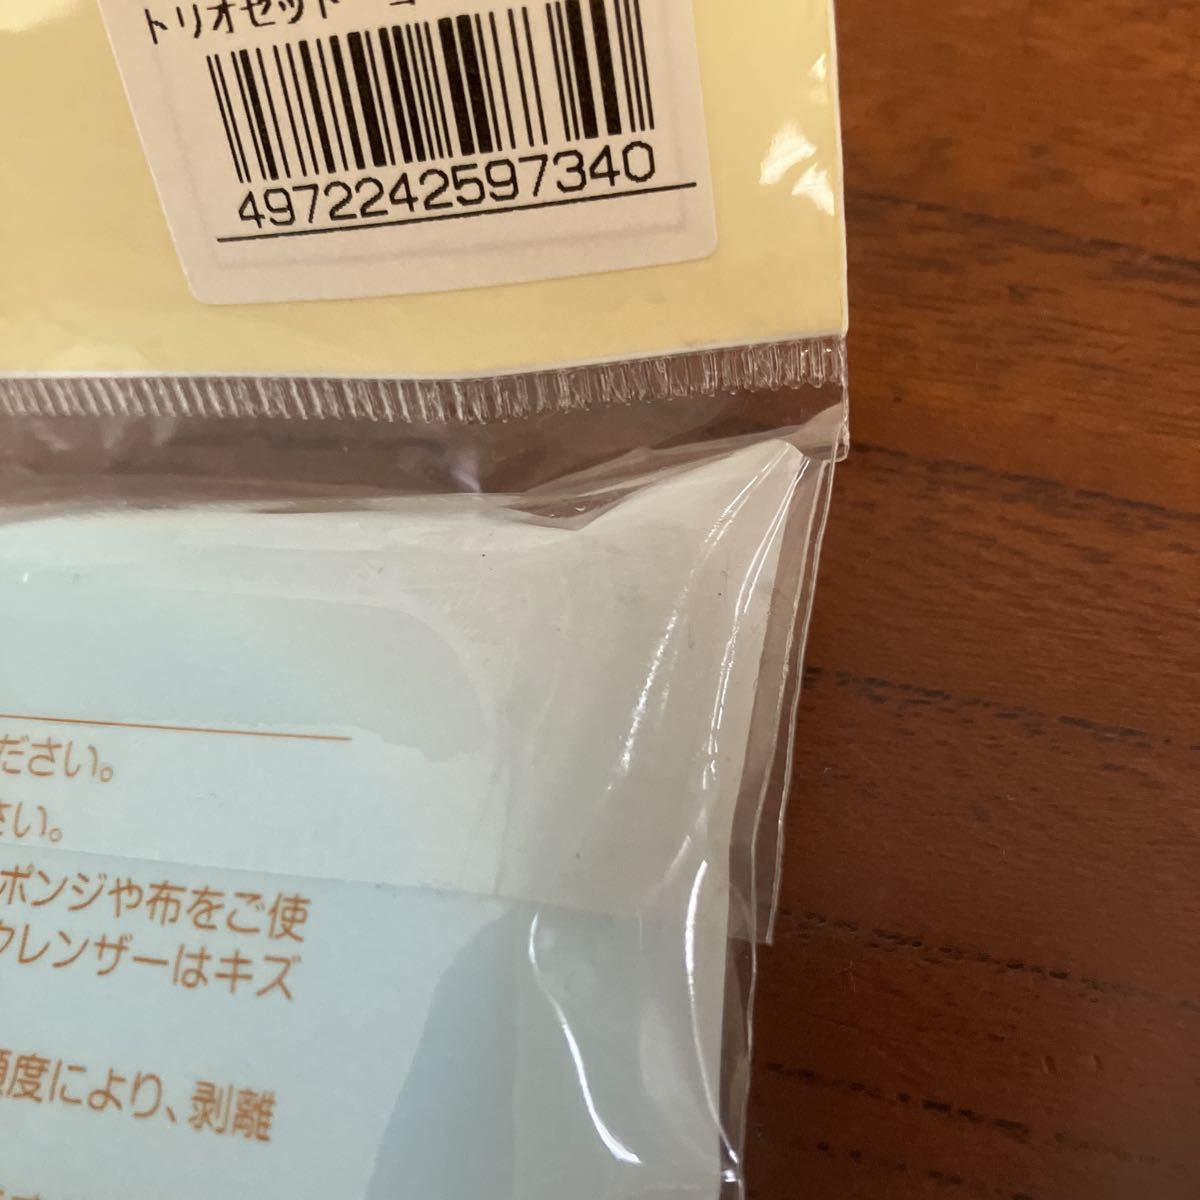 トリオセット
4972242597340
ださい。
さい。
ポンジや布をご使
クレンザーはキズ
頻度により、剥離